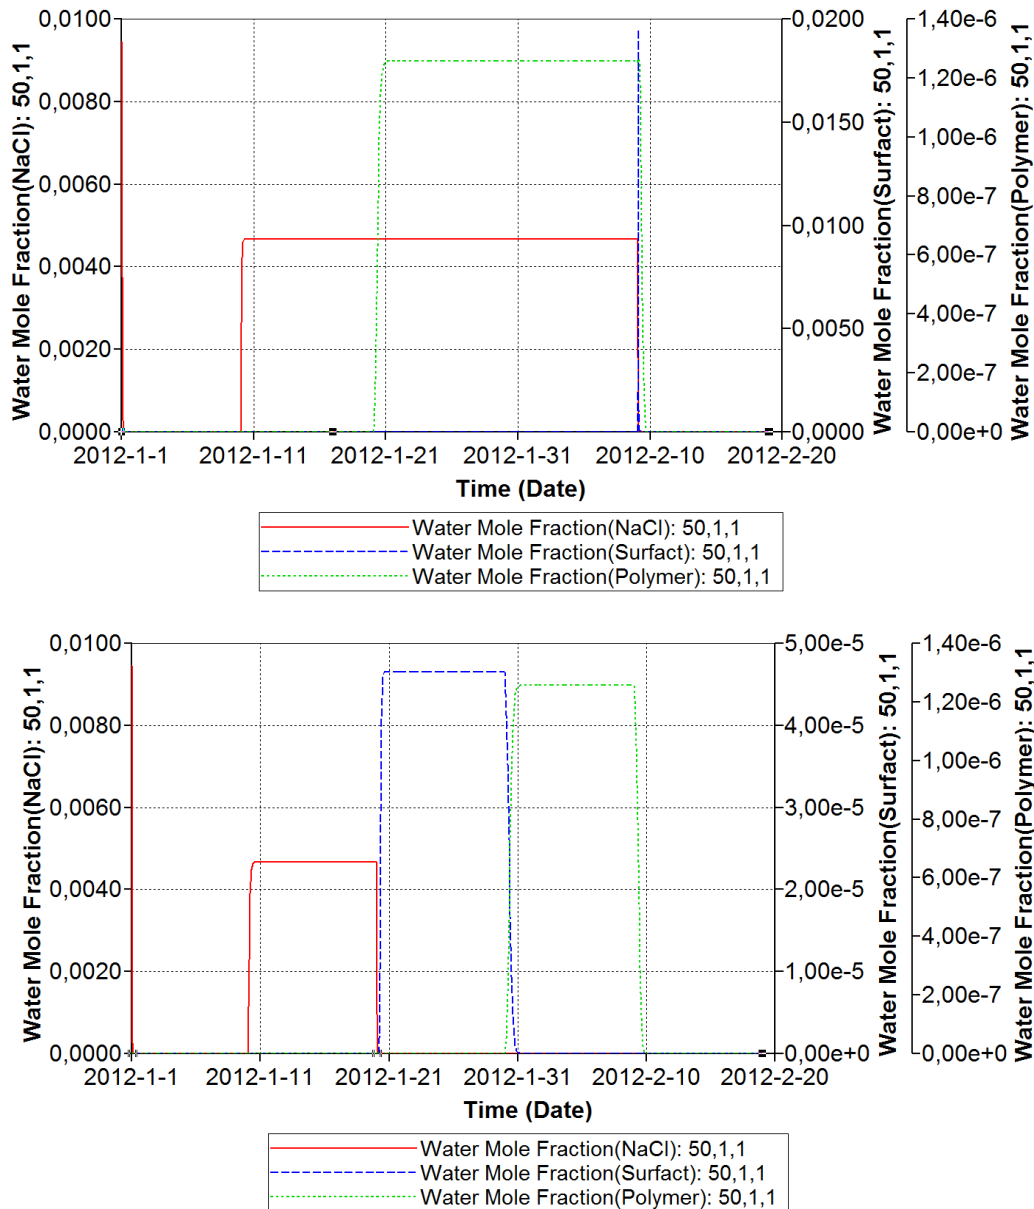 Water Mole Fraction(NaCl): 50,1,1
0,0100
0,0080
0,0060
0,0040
0,0020
0,0000
0,0200
0,0150
0,0100
0,0050
0,0000
Water Mole Fraction(Surfact): 50,1,1
1,40e-6
1,20e-6
1,00e-6
8,00e-7
6,00e-7
4,00e-7
2,00e-7
0,00e+0
Water Mole Fraction(Polymer): 50,1,1
2012-1-1 2012-1-11 2012-1-21 2012-1-31 2012-2-10 2012-2-20
Time (Date)
Water Mole Fraction(NaCl): 50,1,1
Water Mole Fraction(Surfact): 50,1,1
Water Mole Fraction(Polymer): 50,1,1
Water Mole Fraction(NaCl): 50,1,1
0,0100
0,0080
0,0060
0,0040
0,0020
0,0000
5,00e-5
4,00e-5
3,00e-5
2,00e-5
1,00e-5
0,00e+0
Water Mole Fraction(Surfact): 50,1,1
1,40e-6
1,20e-6
1,00e-6
8,00e-7
6,00e-7
4,00e-7
2,00e-7
0,00e+0
Water Mole Fraction(Polymer): 50,1,1
2012-1-1 2012-1-11 2012-1-21 2012-1-31 2012-2-10 2012-2-20
Time (Date)
Water Mole Fraction(NaCl): 50,1,1
Water Mole Fraction(Surfact): 50,1,1
Water Mole Fraction(Polymer): 50,1,1